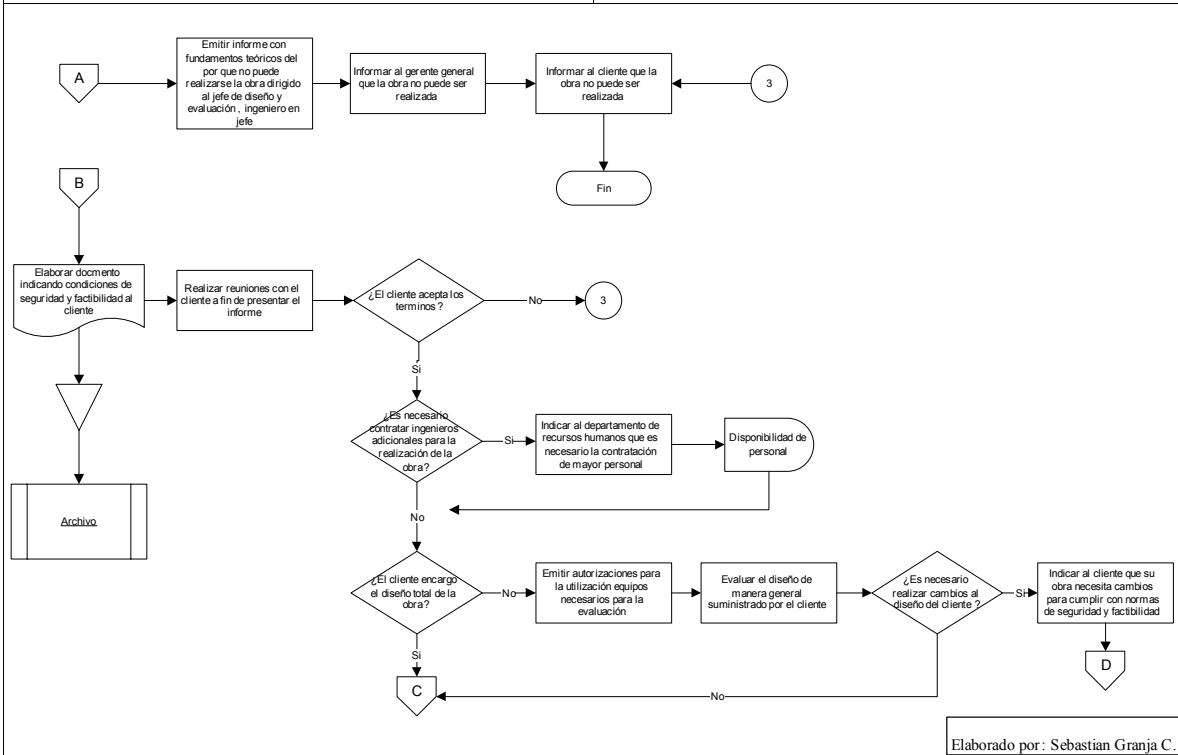 A
Emitir informe con
fundamentos teóricos del
por que no puede
realizarse la obra dirigido
al jefe de diseño y
evaluación , ingeniero en
jefe
Informar al gerente general
que la obra no puede ser
realizada
Informar al cliente que la
obra no puede ser
realizada
3
Fin
B
Elaborar docmento
indicando condiciones de
seguridad y factibilidad al
cliente
Realizar reuniones con el
cliente a fin de presentar el
informe
¿El cliente acepta los
terminos ?
No
3
Si
Archivo
¿Es necesario
contratar ingenieros
adicionales para la
realización de la
obra?
Si
Indicar al departamento de
recursos humanos que es
necesario la contratación
de mayor personal
Disponibilidad de
personal
No
¿El cliente encargo
el diseño total de la
obra?
No
Emitir autorizaciones para
la utilización equipos
necesarios para la
evaluación
Evaluar el diseño de
manera general
suministrado por el cliente
¿Es necesario
realizar cambios al
diseño del cliente ?
Si
Indicar al cliente que su
obra necesita cambios
para cumplir con normas
de seguridad y factibilidad
Si
C
No
D
Elaborado por: Sebastian Granja C.